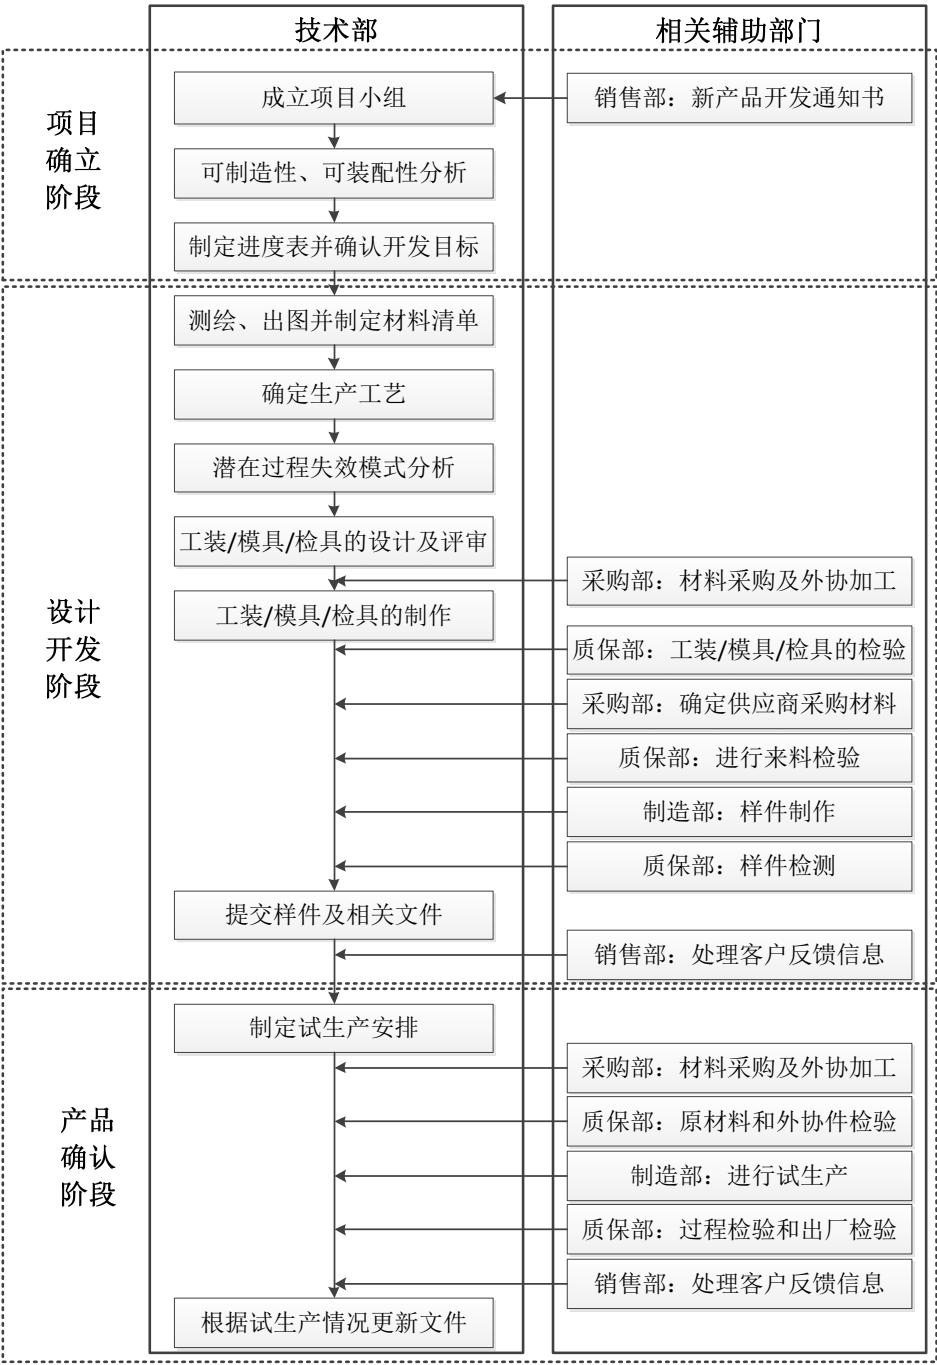 技术部
相关辅助部门
项目
确立
阶段
成立项目小组
销售部：新产品开发通知书
可制造性、可装配性分析
制定进度表并确认开发目标
设计
开发
阶段
测绘、出图并制定材料清单
确定生产工艺
潜在过程失效模式分析
工装/模具/检具的设计及评审
采购部：材料采购及外协加工
工装/模具/检具的制作
质保部：工装/模具/检具的检验
采购部：确定供应商采购材料
质保部：进行来料检验
制造部：样件制作
质保部：样件检测
提交样件及相关文件
销售部：处理客户反馈信息
产品
确认
阶段
制定试生产安排
采购部：材料采购及外协加工
质保部：原材料和外协件检验
制造部：进行试生产
质保部：过程检验和出厂检验
销售部：处理客户反馈信息
根据试生产情况更新文件